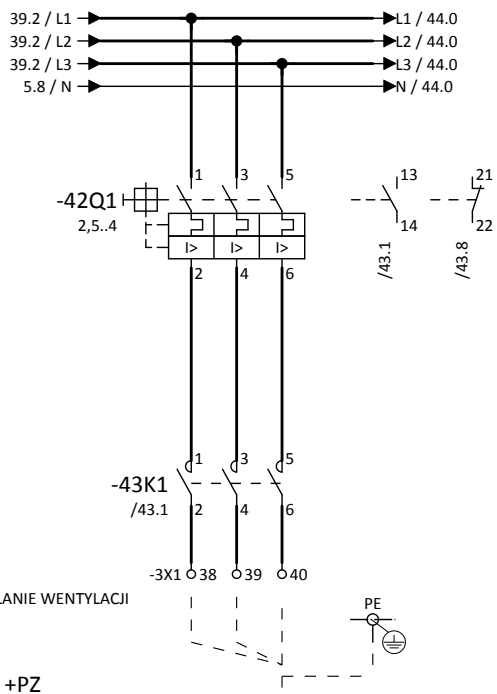 39.2 / L1
L1 / 44.0
39.2 / L2
L2 / 44.0
39.2 / L3
L3 / 44.0
5.8 / N
N / 44.0
1 3 5 13 21
-42Q1
2,5..4
14 22
I> I> I>
/43.1 /43.8
2 4 6
1 3 5
-43K1
/43.1 2 4 6
-3X1 38 39 40
WENTYLACJI
PE
+PZ